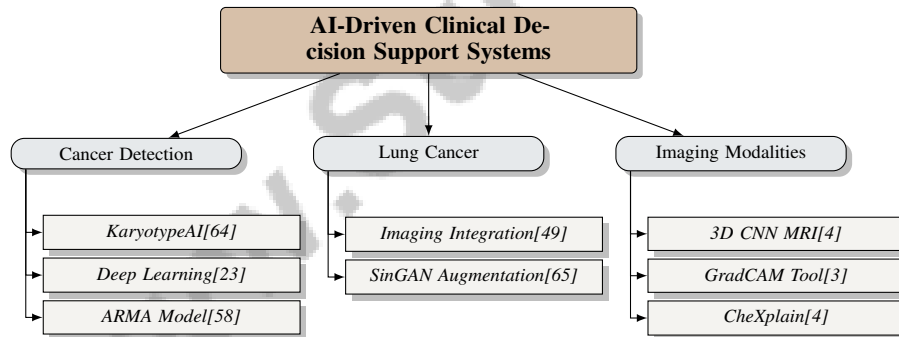 AI-Driven Clinical De-
cision Support Systems
Cancer Detection
Lung Cancer
Imaging Modalities
KaryotypeAI[64]
Imaging Integration[49]
3D CNN MRI[4]
Deep Learning[23]
SinGAN Augmentation[65]
GradCAM Tool[3]
ARMA Model[58]
CheXplain[4]